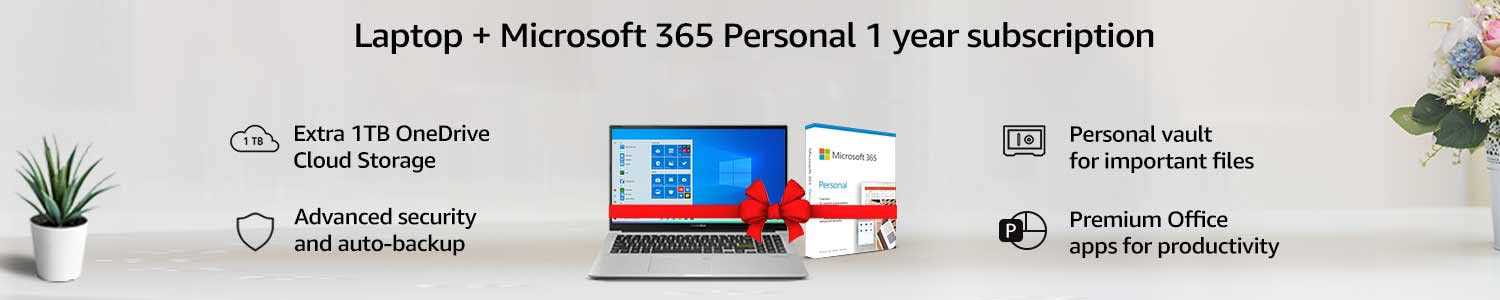 Laptop + Microsoft 365 Personal 1 year subscription
1 TB
Extra 1TB OneDrive
Cloud Storage
Advanced security
and auto-backup
Microsoft 365
Personal
Personal vault
for important files
P
Premium Office
apps for productivity